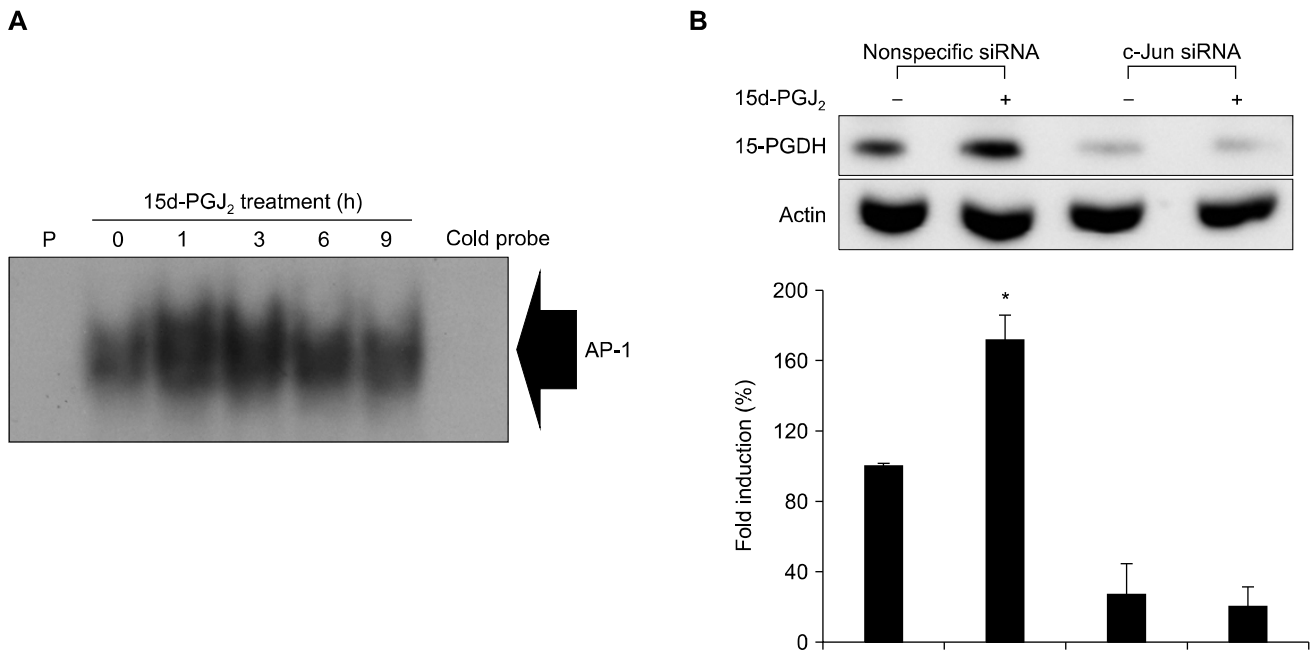 A
15d-PGJ₂ treatment (h)
P 0 1 3 6 9 Cold probe
AP-1
B
Nonspecific siRNA c-Jun siRNA
15d-PGJ₂ – + – +
15-PGDH
Actin
Fold induction (%)
200
160
120
80
40
0
*